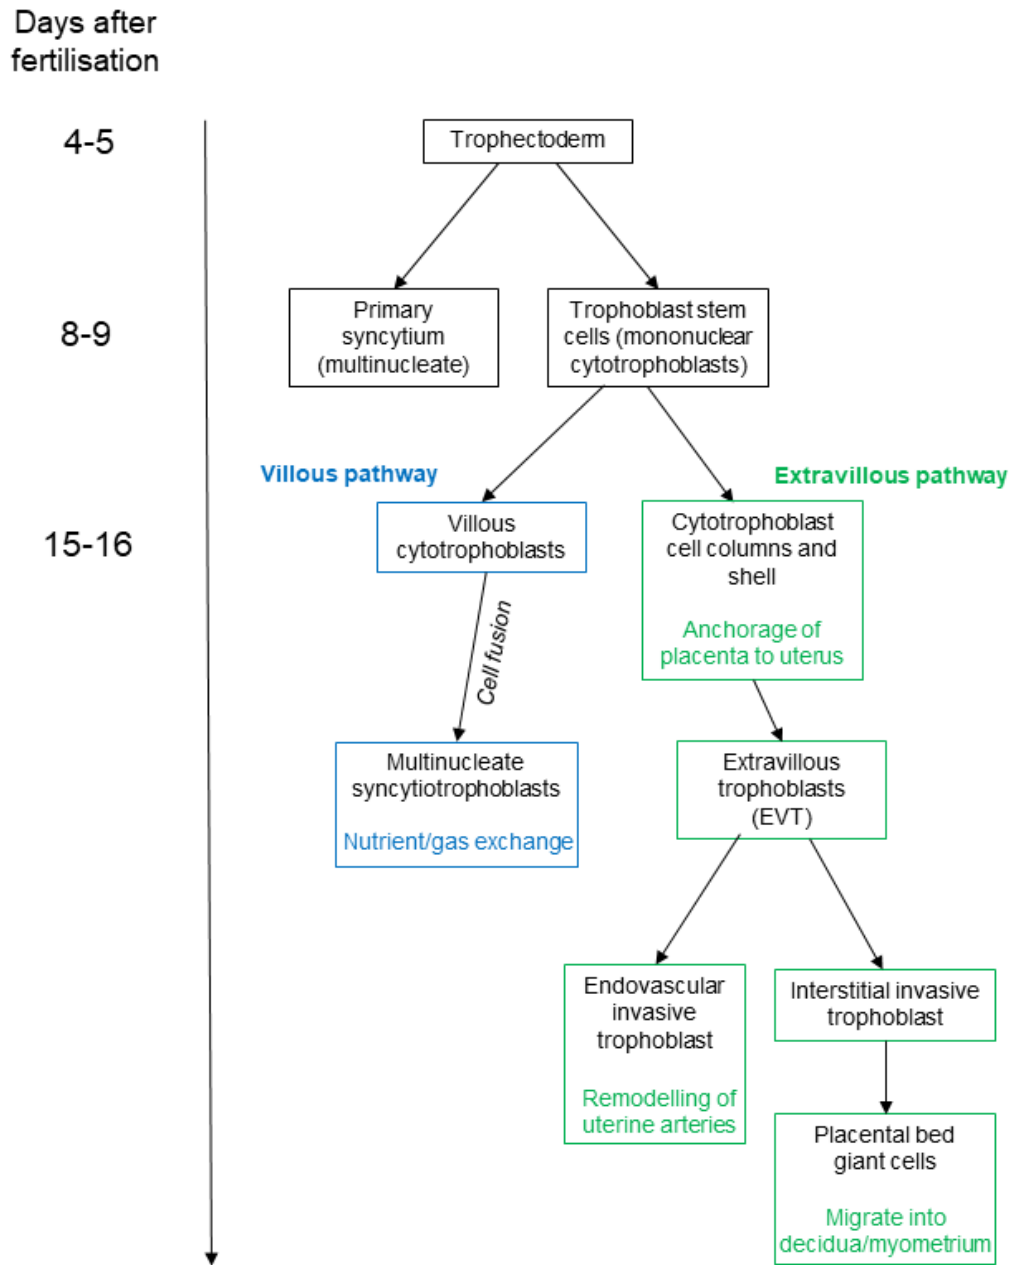 Days after
fertilisation
4-5
Trophectoderm
8-9
Primary
syncytium
(multinucleate)
Trophoblast stem
cells (mononuclear
cytotrophoblasts)
Villous pathway
Extravillous pathway
15-16
Villous
cytotrophoblasts
Cytotrophoblast
cell columns and
shell
Anchorage of
placenta to uterus
Cell fusion
Multinucleate
syncytiotrophoblasts
Nutrient/gas exchange
Extravillous
trophoblasts
(EVT)
Endovascular
invasive
trophoblast
Remodelling of
uterine arteries
Interstitial invasive
trophoblast
Placental bed
giant cells
Migrate into
decidua/myometrium